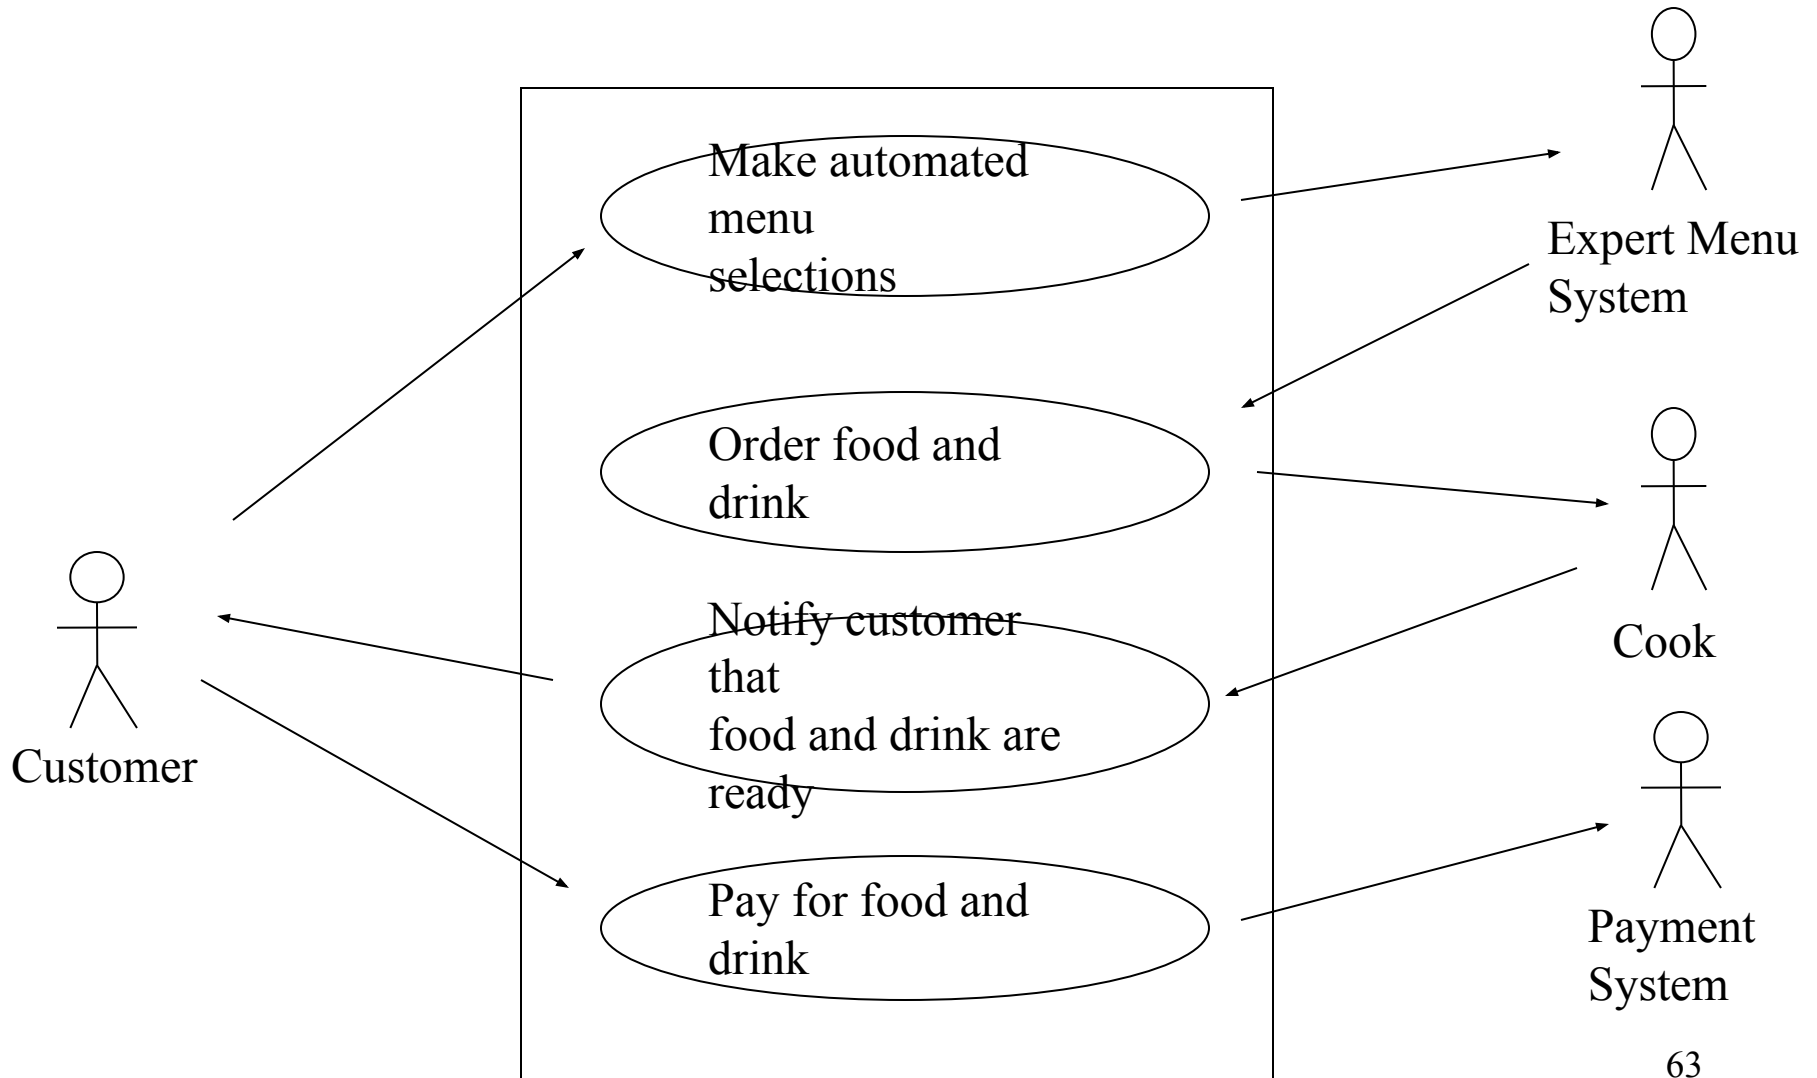 Make automated
menu
selections
Expert Menu
System
Order food and
drink
Notify customer
that
food and drink are
ready
Cook
Customer
Pay for food and
drink
Payment
System
63